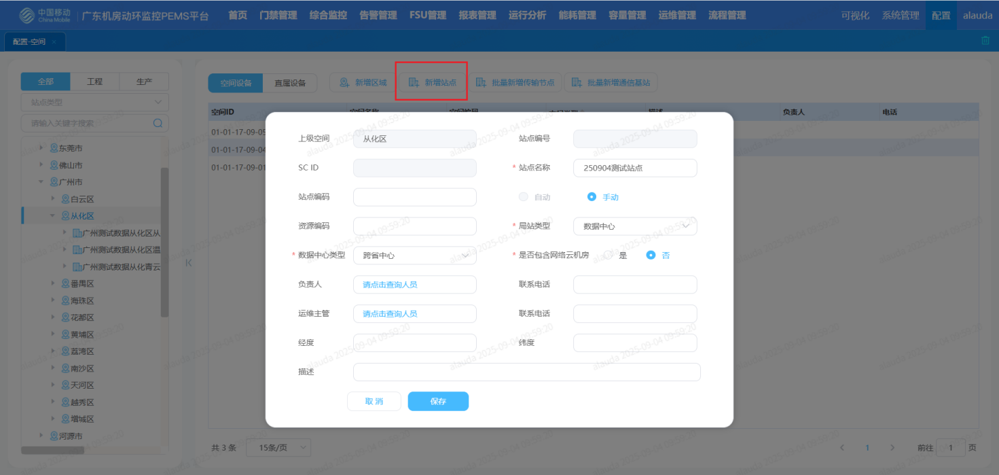 中国移动
China Mobile
广东机房动环监控PEMS平台
首页 门禁管理 综合监控 告警管理 FSU管理 报表管理 运行分析 能耗管理 容量管理 运维管理 流程管理
可视化 系统管理 配置 alauda
配置-空间 ×
全部 工程 生产
站点类型
请输入关键字搜索
东莞市
佛山市
广州市
白云区
从化区
广州测试数据从化区从
广州测试数据从化区温
广州测试数据从化青云
番禺区
海珠区
花都区
黄埔区
荔湾区
南沙区
天河区
越秀区
增城区
河源市
空间设备 直属设备 新增区域 新增站点 批量新增传输节点 批量新增通信基站
空间ID 空间名称 空间编码 空间类型 描述 负责人 电话
01-01-17-09-05
01-01-17-09-04
01-01-17-09-01
上级空间 从化区 站点编号
SC ID * 站点名称 250904测试站点
站点编码 自动 手动
资源编码 * 局站类型 数据中心
* 数据中心类型 跨省中心 * 是否包含网络云机房 是 否
负责人 请点击查询人员 联系电话
运维主管 请点击查询人员 联系电话
经度 纬度
描述
取消 保存
共 3 条 15条/页 1 前往 1 页
alauda 2025-09-04 09:59:20